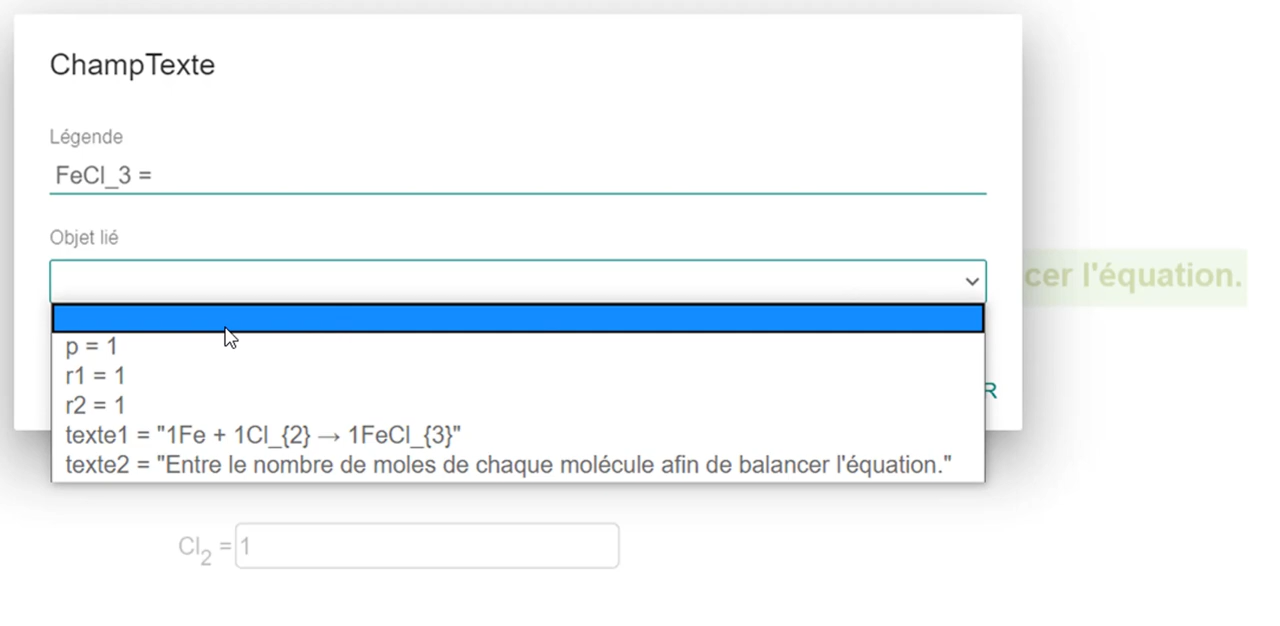 ChampTexte
Légende
FeCl_3 =
Objet lié
cer l'équation.
p = 1
r1 = 1
R
r2 = 1
texte1 = "1Fe + 1Cl_{2} → 1FeCl_{3}"
texte2 = "Entre le nombre de moles de chaque molécule afin de balancer l'équation."
Cl₂ = 1